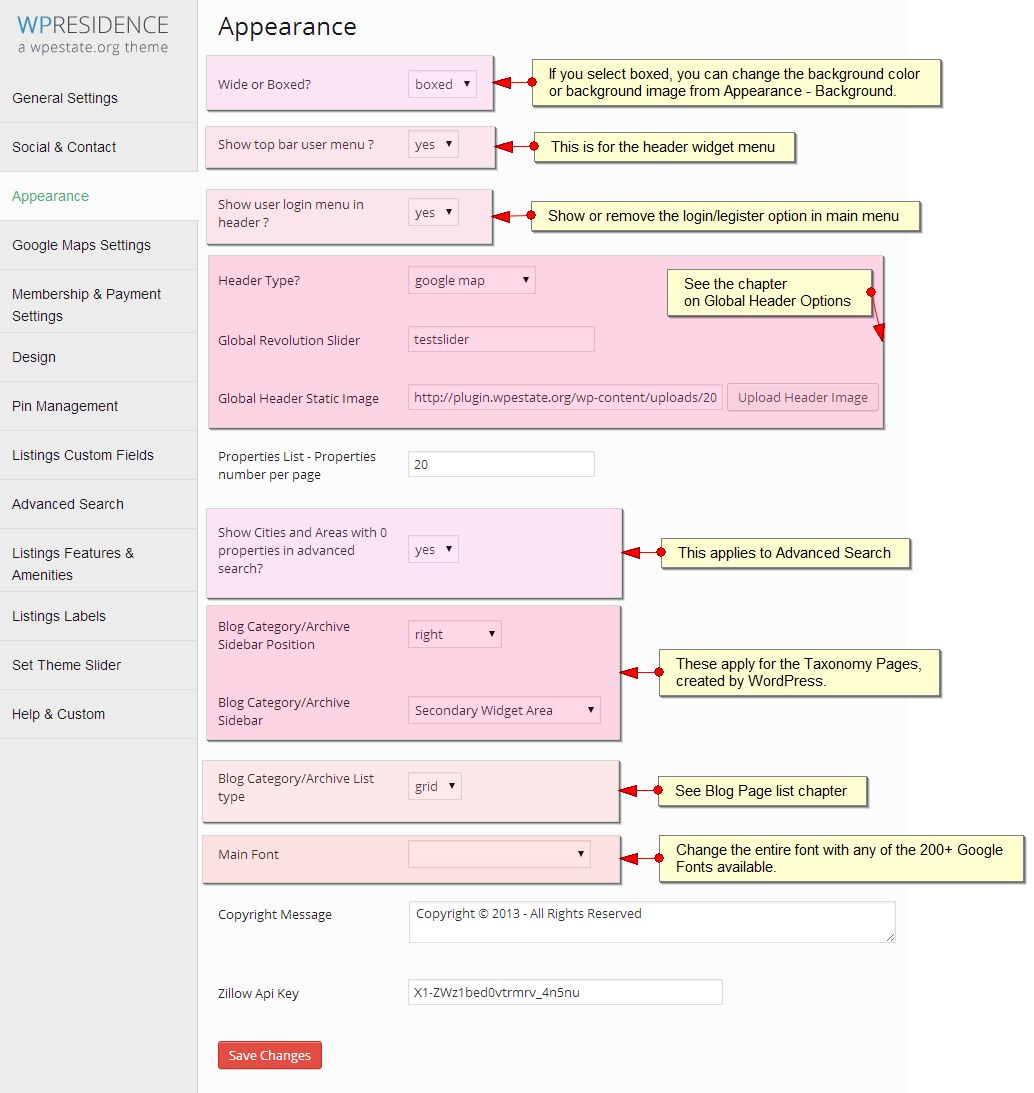 WPRESIDENCE
a wpestate.org theme
General Settings
Social & Contact
Appearance
Google Maps Settings
Membership & Payment
Settings
Design
Pin Management
Listings Custom Fields
Advanced Search
Listings Features &
Amenities
Listings Labels
Set Theme Slider
Help & Custom
Appearance
Wide or Boxed?
boxed
If you select boxed, you can change the background color
or background image from Appearance - Background.
Show top bar user menu ?
yes
This is for the header widget menu
Show user login menu in
header ?
yes
Show or remove the login/legister option in main menu
Header Type?
google map
See the chapter
on Global Header Options
Global Revolution Slider
testslider
Global Header Static Image
http://plugin.wpestate.org/wp-content/uploads/20
Upload Header Image
Properties List - Properties
number per page
20
Show Cities and Areas with 0
properties in advanced
search?
yes
This applies to Advanced Search
Blog Category/Archive
Sidebar Position
right
These apply for the Taxonomy Pages,
created by WordPress.
Blog Category/Archive
Sidebar
Secondary Widget Area
Blog Category/Archive List
type
grid
See Blog Page list chapter
Main Font
Change the entire font with any of the 200+ Google
Fonts available.
Copyright Message
Copyright © 2013 - All Rights Reserved
Zillow Api Key
X1-ZWz1bed0vtrmrv_4n5nu
Save Changes